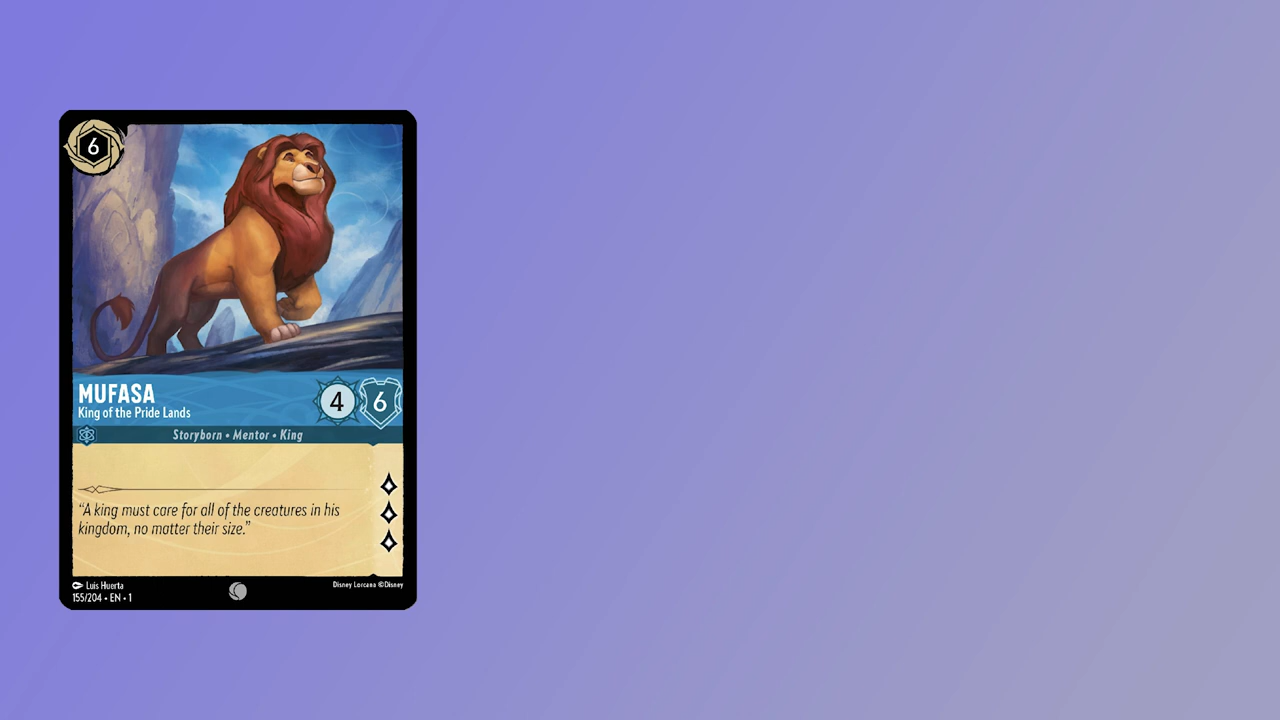 6
MUFASA
King of the Pride Lands
4
6
Storyborn • Mentor • King
“A king must care for all of the creatures in his
kingdom, no matter their size.”
Luis Huerta
155/204 • EN • 1
Disney Lorcana ©Disney